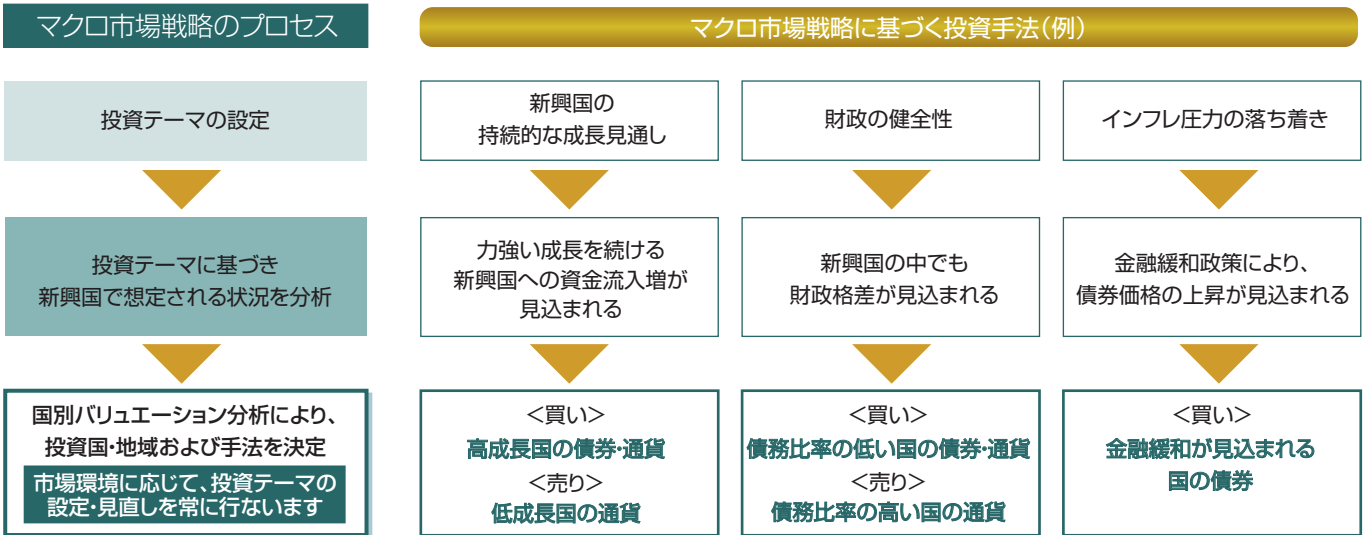 マクロ市場戦略のプロセス
マクロ市場戦略に基づく投資手法(例)
投資テーマの設定
新興国の
持続的な成長見通し
財政の健全性
インフレ圧力の落ち着き
投資テーマに基づき
新興国で想定される状況を分析
力強い成長を続ける
新興国への資金流入増が
見込まれる
新興国の中でも
財政格差が見込まれる
金融緩和政策により、
債券価格の上昇が見込まれる
国別バリュエーション分析により、
投資国・地域および手法を決定
市場環境に応じて、投資テーマの
設定・見直しを常に行ないます
<買い>
高成長国の債券・通貨
<売り>
低成長国の通貨
<買い>
債務比率の低い国の債券・通貨
<売り>
債務比率の高い国の通貨
<買い>
金融緩和が見込まれる
国の債券